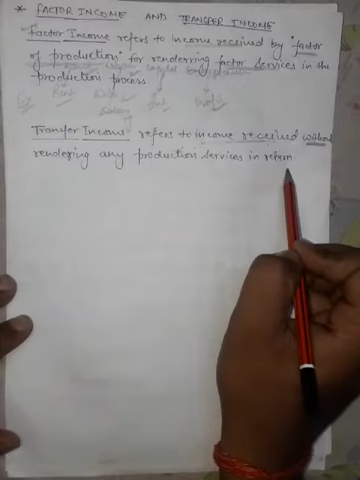 * FACTOR INCOME AND TRANSFER INCOME
Factor Income refers to income received by "factor
of production" for rendering factor services in the
production process.
Rent
Profit
Transfer Income refers to income received without
rendering any production services in return